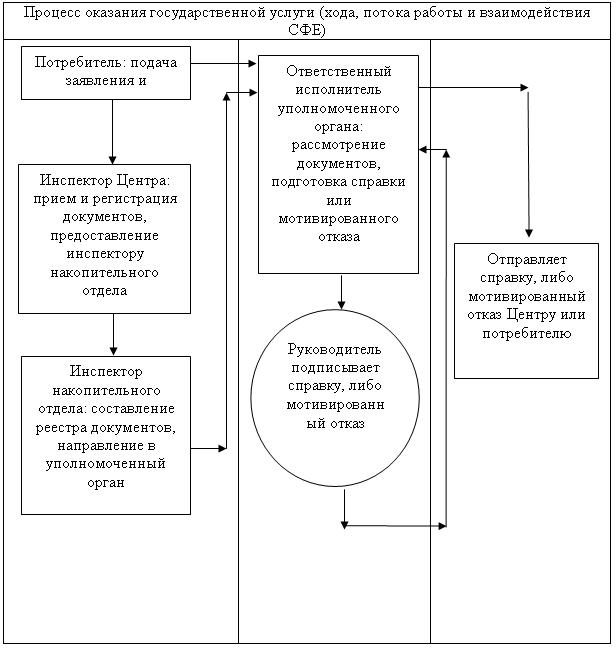 Процесс оказания государственной услуги (хода, потока работы и взаимодействия
СФЕ)
Потребитель: подача
заявления и
Инспектор Центра:
прием и регистрация
документов,
предоставление
инспектору
накопительного
отдела
Инспектор
накопительного
отдела: составление
реестра документов,
направление в
уполномоченный
орган
Ответственный
исполнитель
уполномоченного
органа:
рассмотрение
документов,
подготовка справки
или
мотивированного
отказа
Руководитель
подписывает
справку, либо
мотивированн
ый отказ
Отправляет
справку, либо
мотивированный
отказ Центру или
потребителю